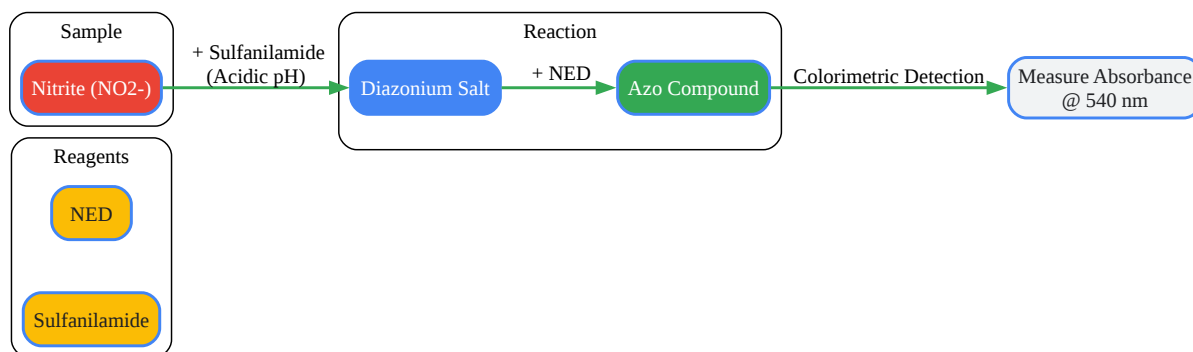 Sample
Nitrite (NO2-)
+ Sulfanilamide
(Acidic pH)
Reaction
Diazonium Salt
+ NED
Azo Compound
Colorimetric Detection
Measure Absorbance
@ 540 nm
Reagents
NED
Sulfanilamide